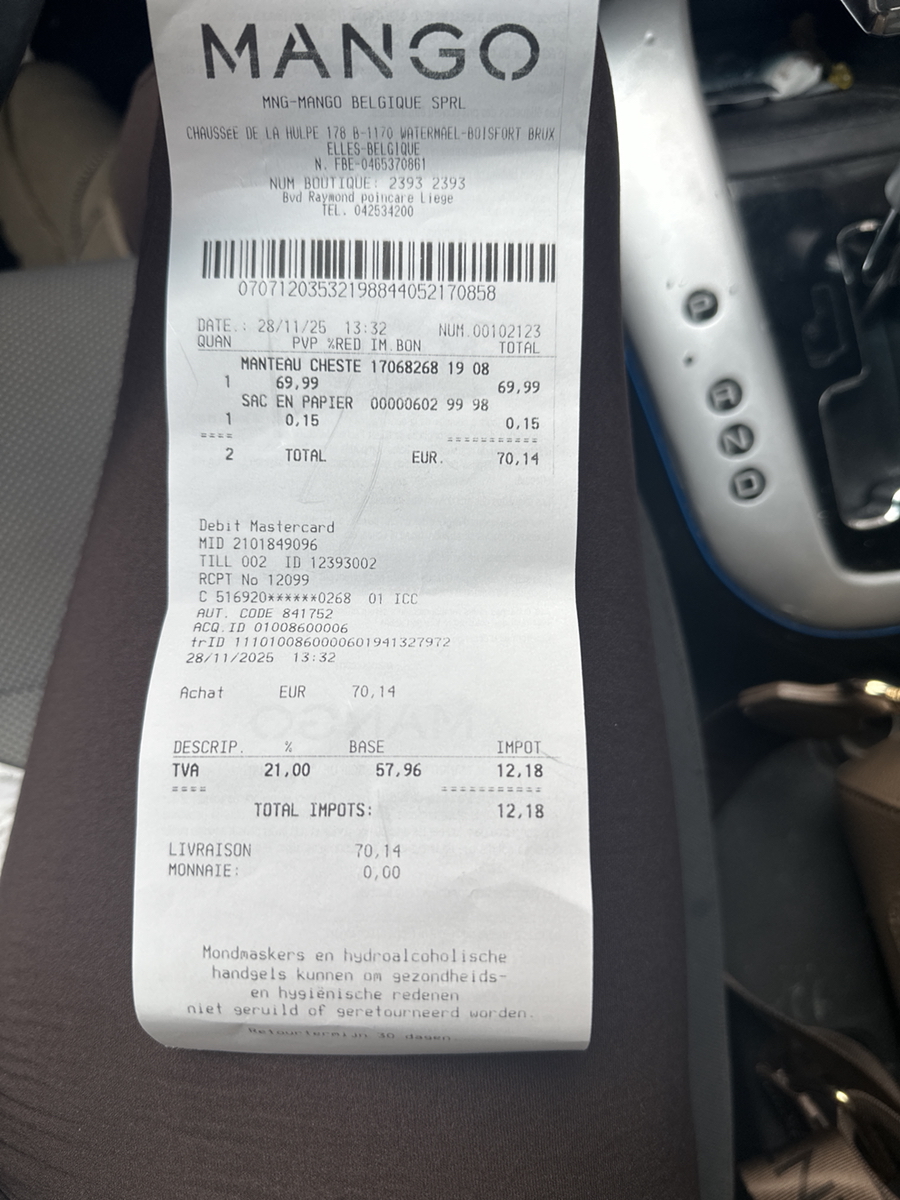 MANGO
MNG-MANGO BELGIQUE SPRL
CHAUSSéE DE LA HULPE 178 B-1170 WATERMAEL-BOISFORT BRUX
ELLES-BELGIQUE
N. FBE-0465370861
NUM BOUTIQUE: 2393 2393
Bvd Raymond poincare Liege
TEL. 042534200
07071203532198844052170858
DATE.: 28/11/25 13:32 NUM.00102123
QUAN PVP %RED IM.BON TOTAL
MANTEAU CHESTE 17068268 19 08
1 69,99 69,99
SAC EN PAPIER 00000602 99 98
1 0,15 0,15
==== ===========
2 TOTAL EUR. 70,14
Debit Mastercard
MID 2101849096
TILL 002 ID 12393002
RCPT No 12099
C 516920******0268 01 ICC
AUT. CODE 841752
ACQ.ID 01008600006
trID 1110100860000601941327972
28/11/2025 13:32
Achat EUR 70,14
DESCRIP. % BASE IMPOT
TVA 21,00 57,96 12,18
==== ===========
TOTAL IMPOTS: 12,18
LIVRAISON 70,14
MONNAIE: 0,00
Mondmaskers en hydroalcoholische
handgels kunnen om gezondheids-
en hygiënische redenen
niet geruild of geretourneerd worden.
Retourtermijn 30 dagen.
P
R
N
D